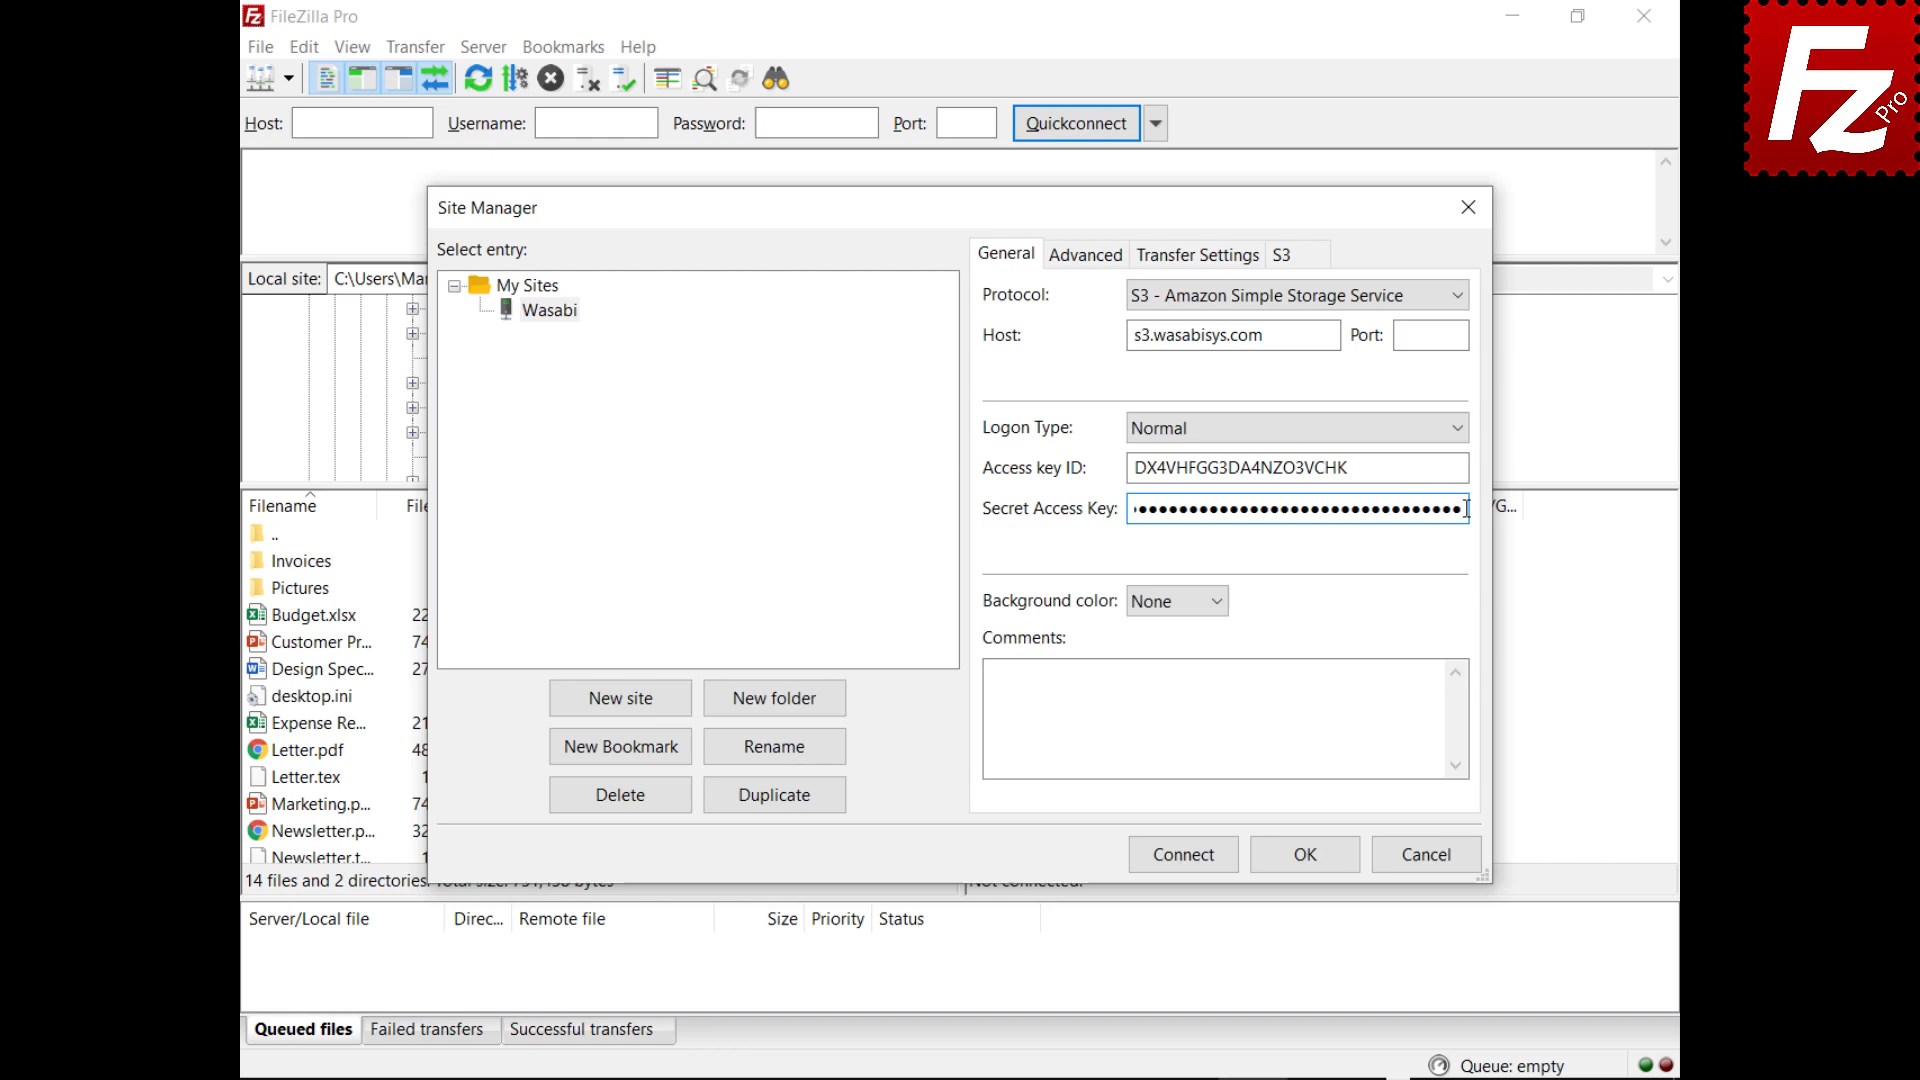 FileZilla Pro
File Edit View Transfer Server Bookmarks Help
Host: Username: Password: Port: Quickconnect
Site Manager
Select entry:
My Sites
Wasabi
New site New folder
New Bookmark Rename
Delete Duplicate
General Advanced Transfer Settings S3
Protocol: S3 - Amazon Simple Storage Service
Host: s3.wasabisys.com Port:
Logon Type: Normal
Access key ID: DX4VHFGG3DA4NZO3VCHK
Secret Access Key:
Background color: None
Comments:
Connect OK Cancel
Local site: C:\Users\Mar
Filename File
..
Invoices
Pictures
Budget.xlsx 22
Customer Pr... 74
Design Spec... 27
desktop.ini
Expense Re... 21
Letter.pdf 48
Letter.tex 1
Marketing.p... 74
Newsletter.p... 32
Newsletter.t... 1
/G...
14 files and 2 directories.
Not connected.
Server/Local file Direc... Remote file Size Priority Status
Queued files Failed transfers Successful transfers
Queue: empty
FZ Pro